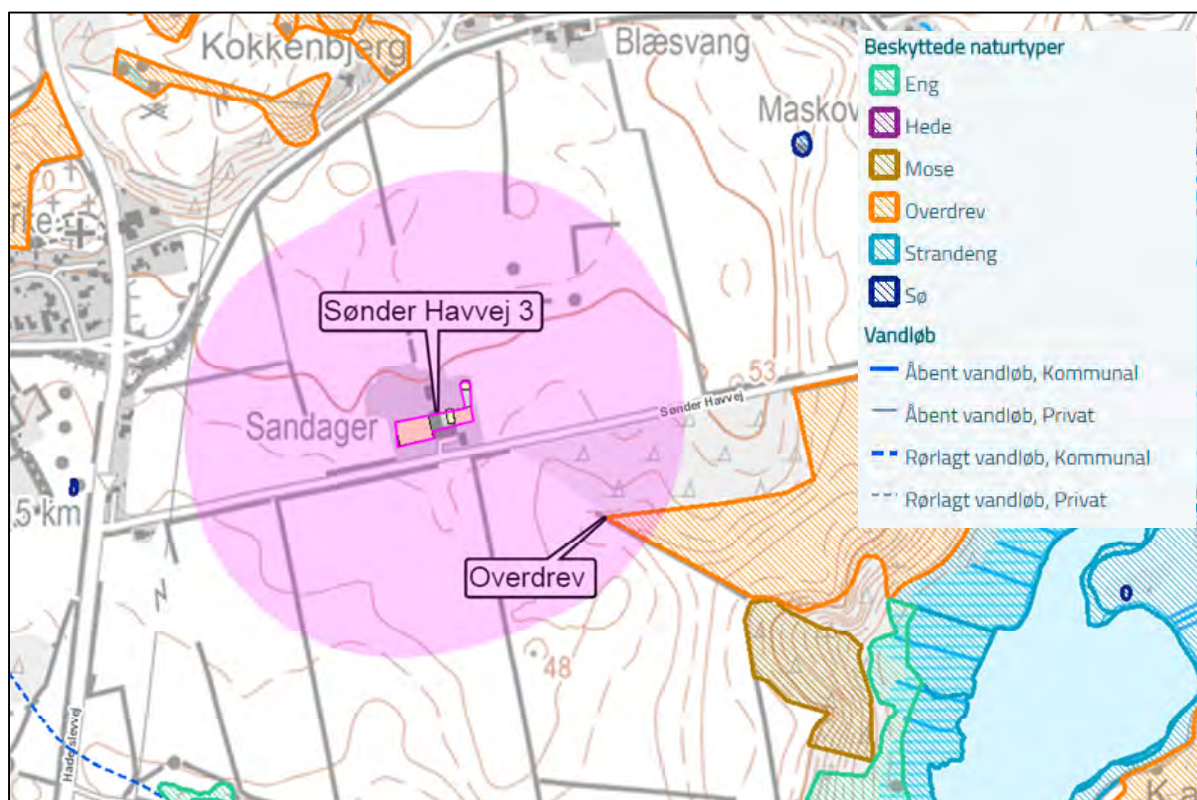 Kokkenbjerg
Blæsvang
Maskov
Beskyttede naturtyper
Eng
Hede
Mose
Overdrev
Strandeng
Sø
Vandløb
Åbent vandløb, Kommunal
Åbent vandløb, Privat
Rørlagt vandløb, Kommunal
Rørlagt vandløb, Privat
Sønder Havvej 3
53
Sønder Havvej
Sandager
5 km
Overdrev
48
Haderslevvej